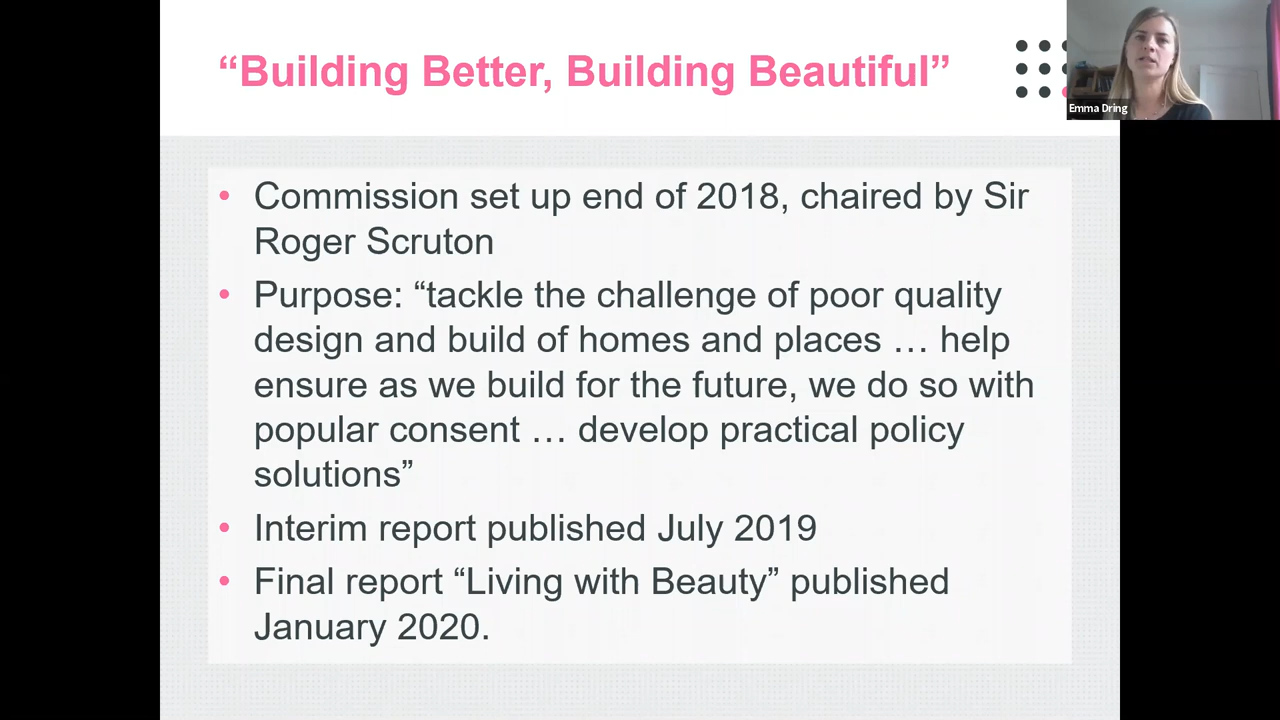 “Building Better, Building Beautiful”
Emma Dring
• Commission set up end of 2018, chaired by Sir
Roger Scruton
• Purpose: “tackle the challenge of poor quality
design and build of homes and places … help
ensure as we build for the future, we do so with
popular consent … develop practical policy
solutions”
• Interim report published July 2019
• Final report “Living with Beauty” published
January 2020.